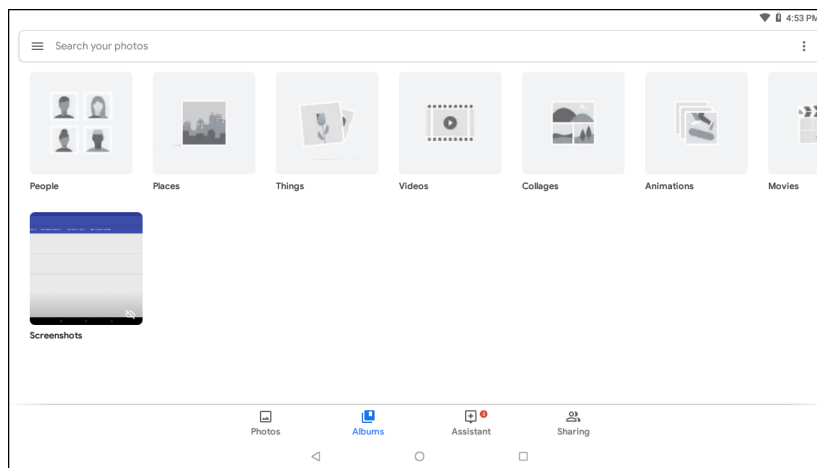 4:53 PM
Search your photos
People
Places
Things
Videos
Collages
Animations
Movies
Screenshots
Photos
Albums
Assistant
Sharing